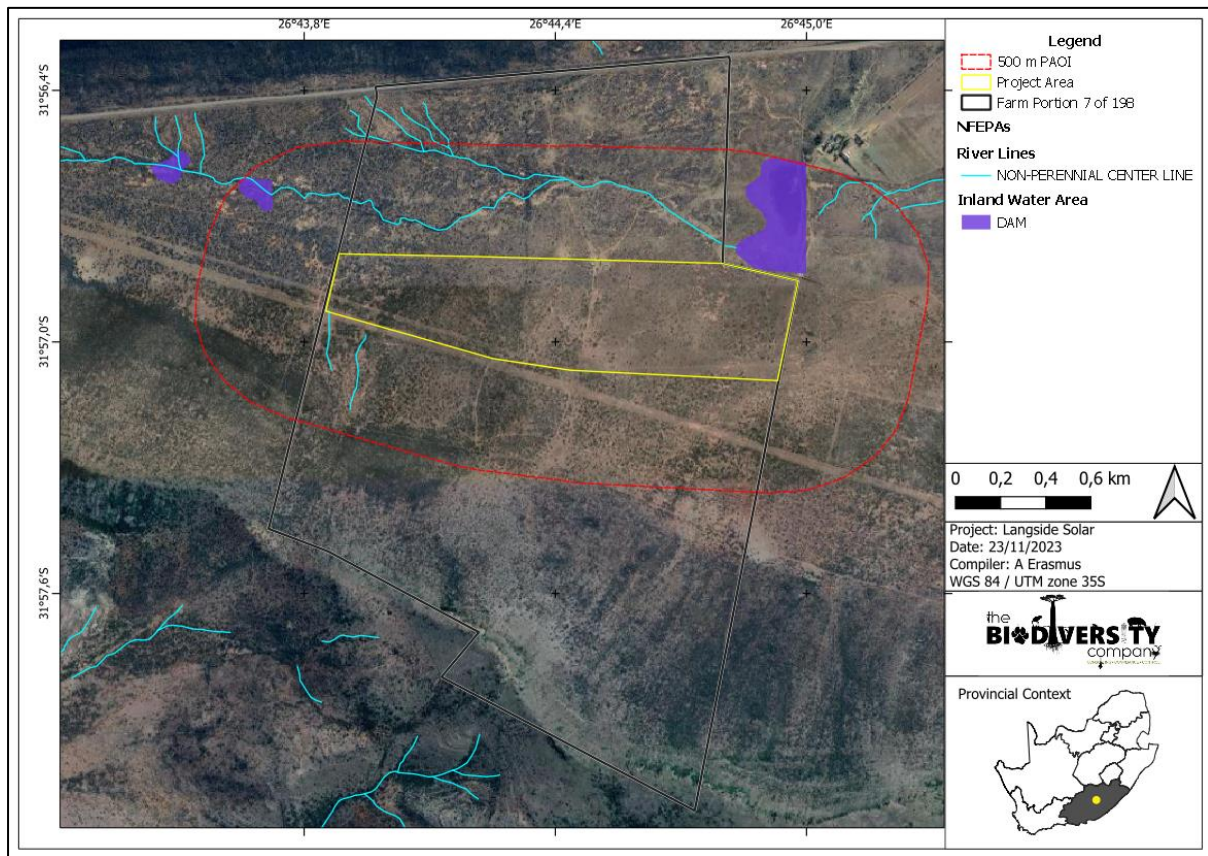 26°43,8'E
26°44,4'E
26°45,0'E
31°56,4'S
31°57,0'S
31°57,6'S
Legend
500 m PAOI
Project Area
Farm Portion 7 of 198
NFEPAs
River Lines
NON-PERENNIAL CENTER LINE
Inland Water Area
DAM
0 0,2 0,4 0,6 km
Project: Langside Solar
Date: 23/11/2023
Compiler: A Erasmus
WGS 84 / UTM zone 35S
the
BIODIVERSITY
company
Provincial Context